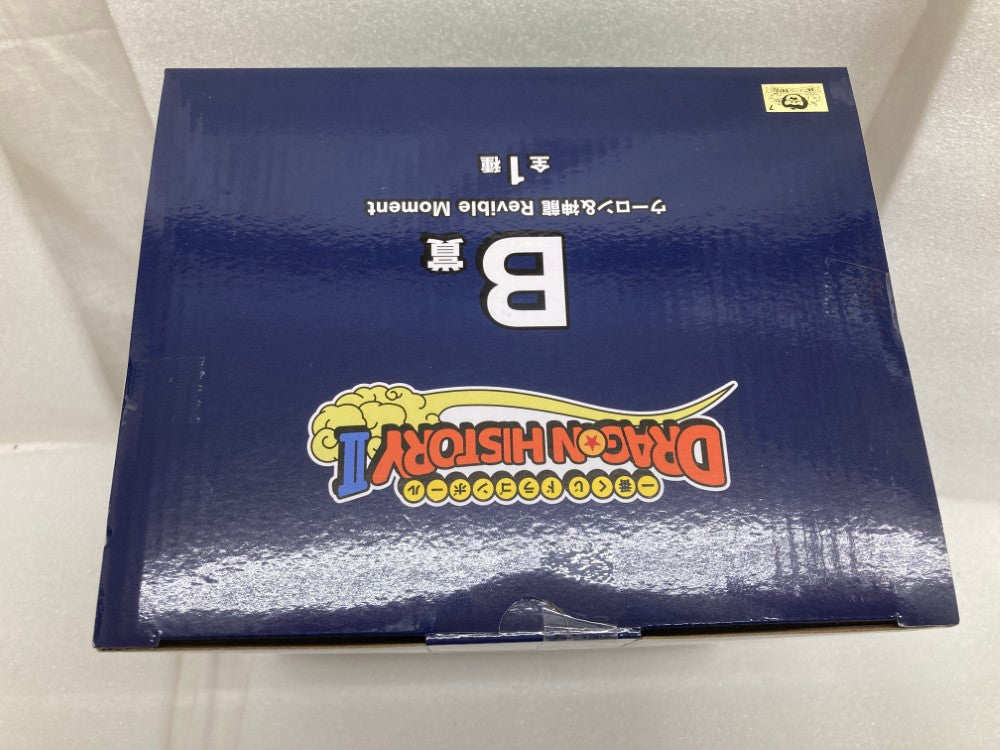 一番くじ ドラゴンボール
DRAGON HISTORY II
B賞
ウーロン&神龍 Revible Moment
全1種